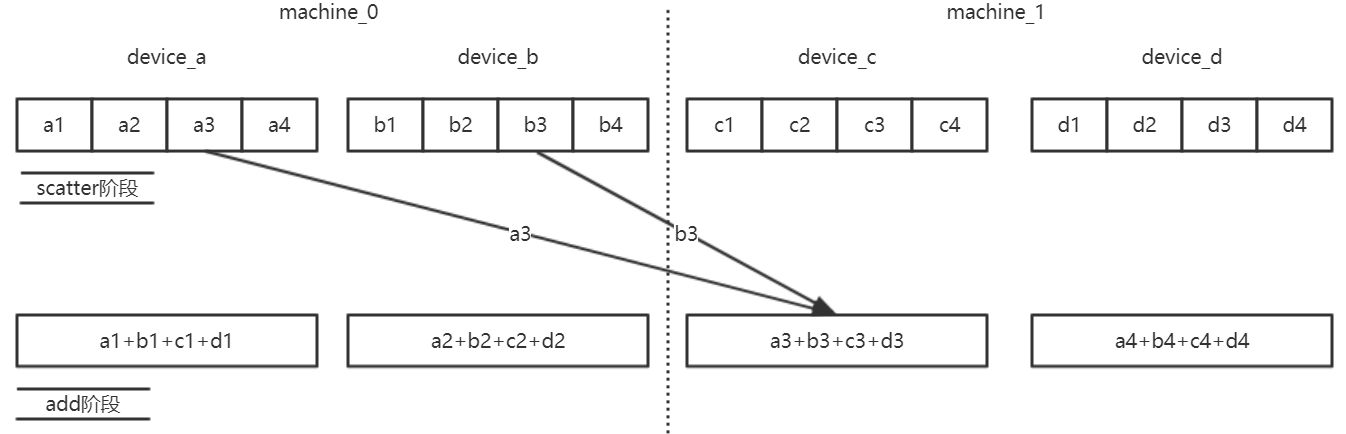 machine_0 machine_1
device_a device_b device_c device_d
a1 a2 a3 a4 b1 b2 b3 b4 c1 c2 c3 c4 d1 d2 d3 d4
scatter阶段
a3 b3
a1+b1+c1+d1 a2+b2+c2+d2 a3+b3+c3+d3 a4+b4+c4+d4
add阶段